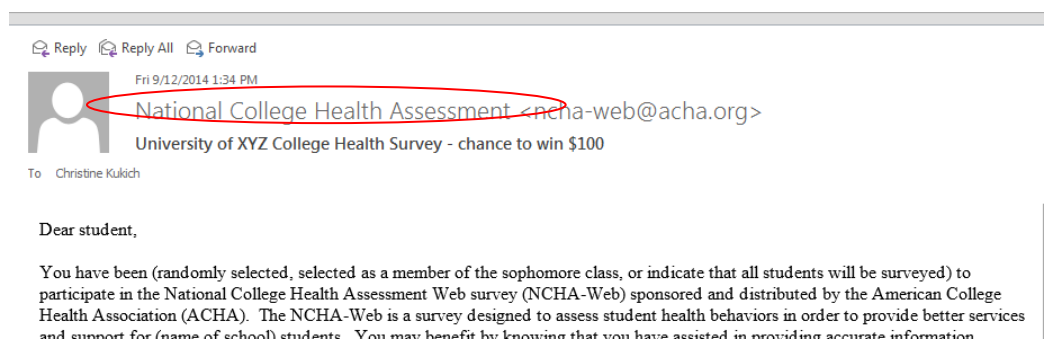 Reply Reply All Forward
Fri 9/12/2014 1:34 PM
National College Health Assessment <ncha-web@acha.org>
University of XYZ College Health Survey - chance to win $100
To Christine Kukich
Dear student,
You have been (randomly selected, selected as a member of the sophomore class, or indicate that all students will be surveyed) to
participate in the National College Health Assessment Web survey (NCHA-Web) sponsored and distributed by the American College
Health Association (ACHA). The NCHA-Web is a survey designed to assess student health behaviors in order to provide better services
and support for (name of school) students. You may benefit by knowing that you have assisted in providing accurate information